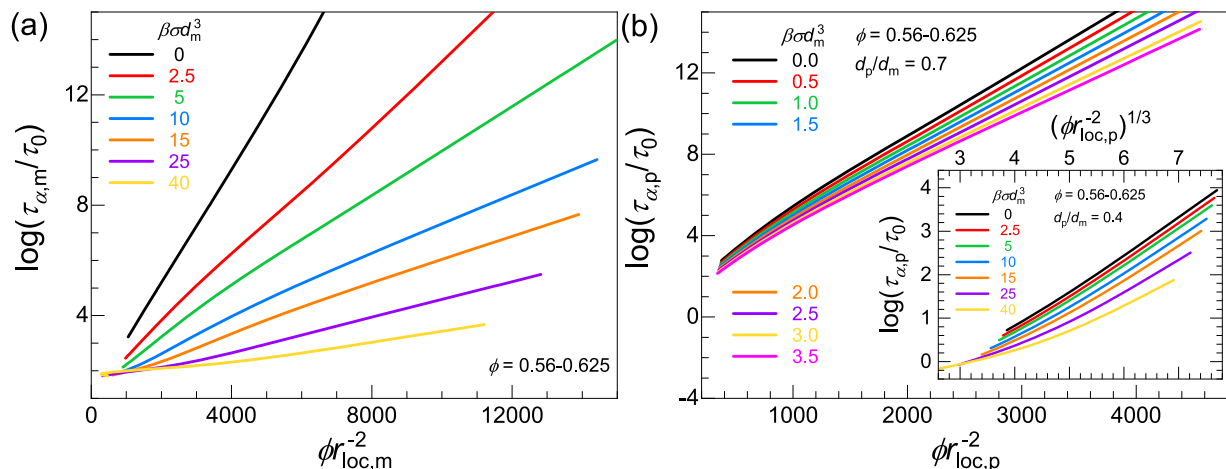 (a)
βσd_m^3
0
2.5
5
10
15
25
40
ϕ = 0.56-0.625
log(τ_α,m/τ_0)
4
8
12
0
4000
8000
12000
ϕr_loc,m^-2
(b)
βσd_m^3
0.0
0.5
1.0
1.5
ϕ = 0.56-0.625
d_p/d_m = 0.7
2.0
2.5
3.0
3.5
log(τ_α,p/τ_0)
-4
0
4
8
12
1000
2000
3000
4000
ϕr_loc,p^-2
(ϕr_loc,p^-2)^1/3
3 4 5 6 7
βσd_m^3
0
2.5
5
10
15
25
40
ϕ = 0.56-0.625
d_p/d_m = 0.4
log(τ_α,p/τ_0)
0
1
2
3
4